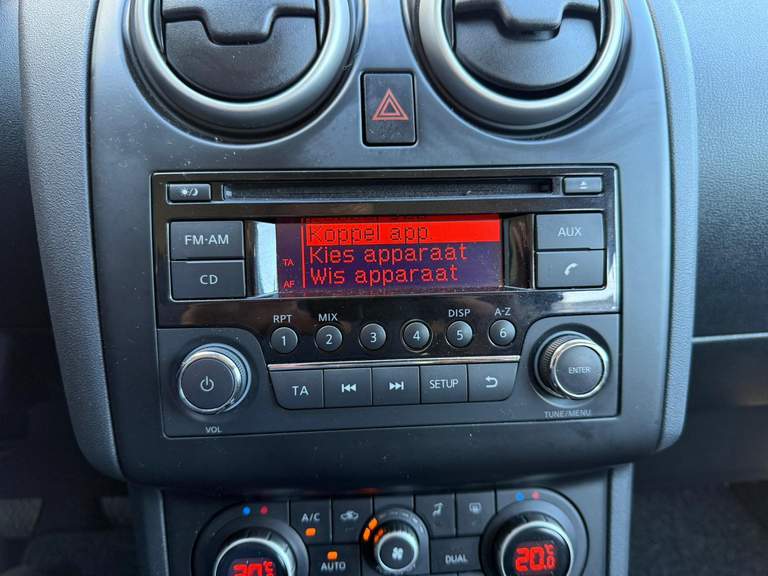 FM·AM
CD
TA
AF
Koppel app
Kies apparaat
Wis apparaat
AUX
RPT MIX DISP A-Z
1 2 3 4 5 6
TA SETUP
ENTER
VOL
TUNE/MENU
A/C
AUTO DUAL
20.°C 20.0°C